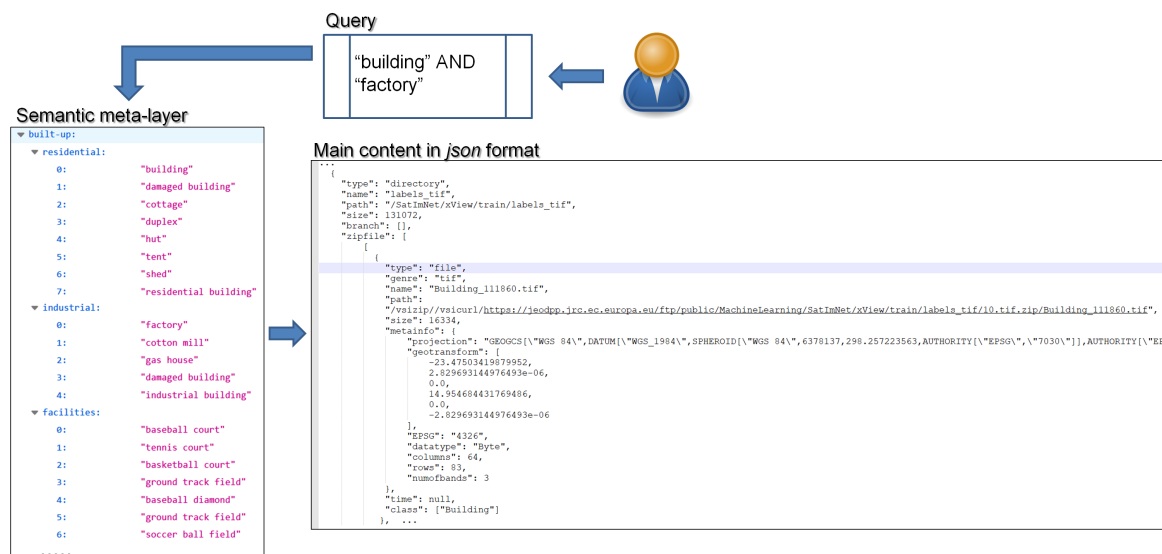 Query
“building” AND
“factory”
Semantic meta-layer
built-up:
residential:
0: "building"
1: "damaged building"
2: "cottage"
3: "duplex"
4: "hut"
5: "tent"
6: "shed"
7: "residential building"
industrial:
0: "factory"
1: "cotton mill"
2: "gas house"
3: "damaged building"
4: "industrial building"
facilities:
0: "baseball court"
1: "tennis court"
2: "basketball court"
3: "ground track field"
4: "baseball diamond"
5: "ground track field"
6: "soccer ball field"
Main content in json format
...
{
"type": "directory",
"name": "labels_tif",
"path": "/SatImNet/xView/train/labels_tif",
"size": 131072,
"branch": [],
"zipfile": [
[
{
"type": "file",
"genre": "tif",
"name": "Building_111860.tif",
"path":
"/vsizip//vsicurl/https://jeodpp.jrc.ec.europa.eu/ftp/public/MachineLearning/SatImNet/xView/train/labels_tif/10.tif.zip/Building_111860.tif",
"size": 16334,
"metainfo": {
"projection": "GEOGCS[\"WGS 84\",DATUM[\"WGS_1984\",SPHEROID[\"WGS 84\",6378137,298.257223563,AUTHORITY[\"EPSG\",\"7030\"]],AUTHORITY[\"EP
"geotransform": [
-23.47503419879952,
2.829693144976493e-06,
0.0,
14.954684431769486,
0.0,
-2.829693144976493e-06
],
"EPSG": "4326",
"datatype": "Byte",
"columns": 64,
"rows": 83,
"numofbands": 3
},
"time": null,
"class": ["Building"]
}, ...